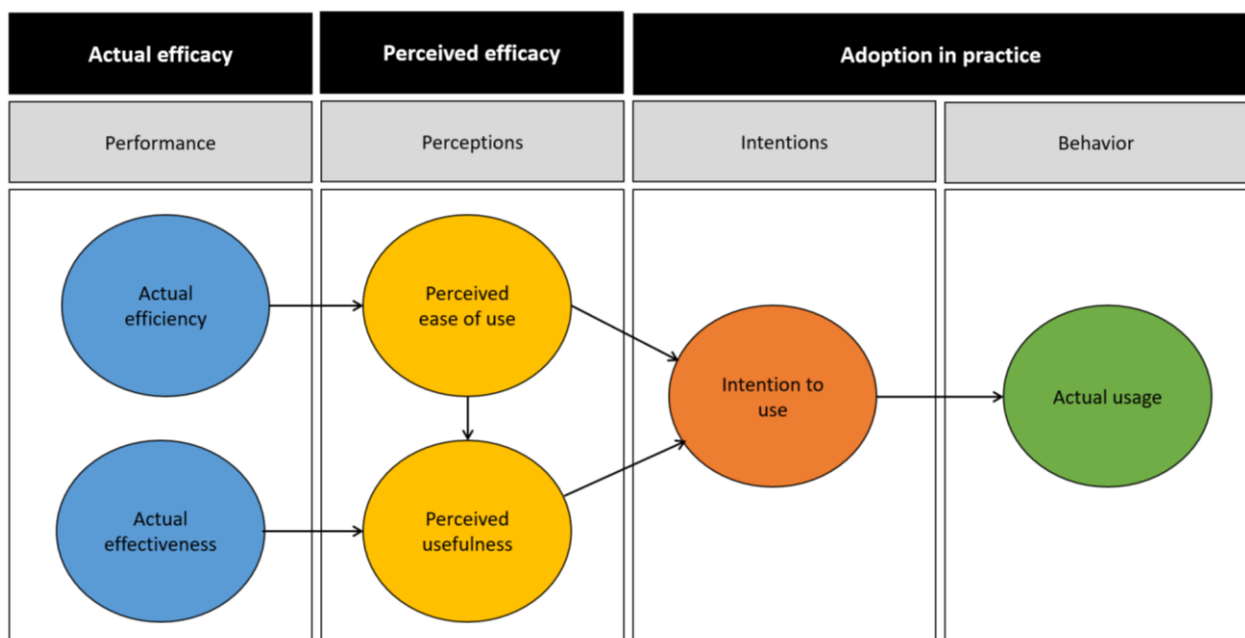 Actual efficacy
Perceived efficacy
Adoption in practice
Performance
Perceptions
Intentions
Behavior
Actual
efficiency
Perceived
ease of use
Intention to
use
Actual usage
Actual
effectiveness
Perceived
usefulness